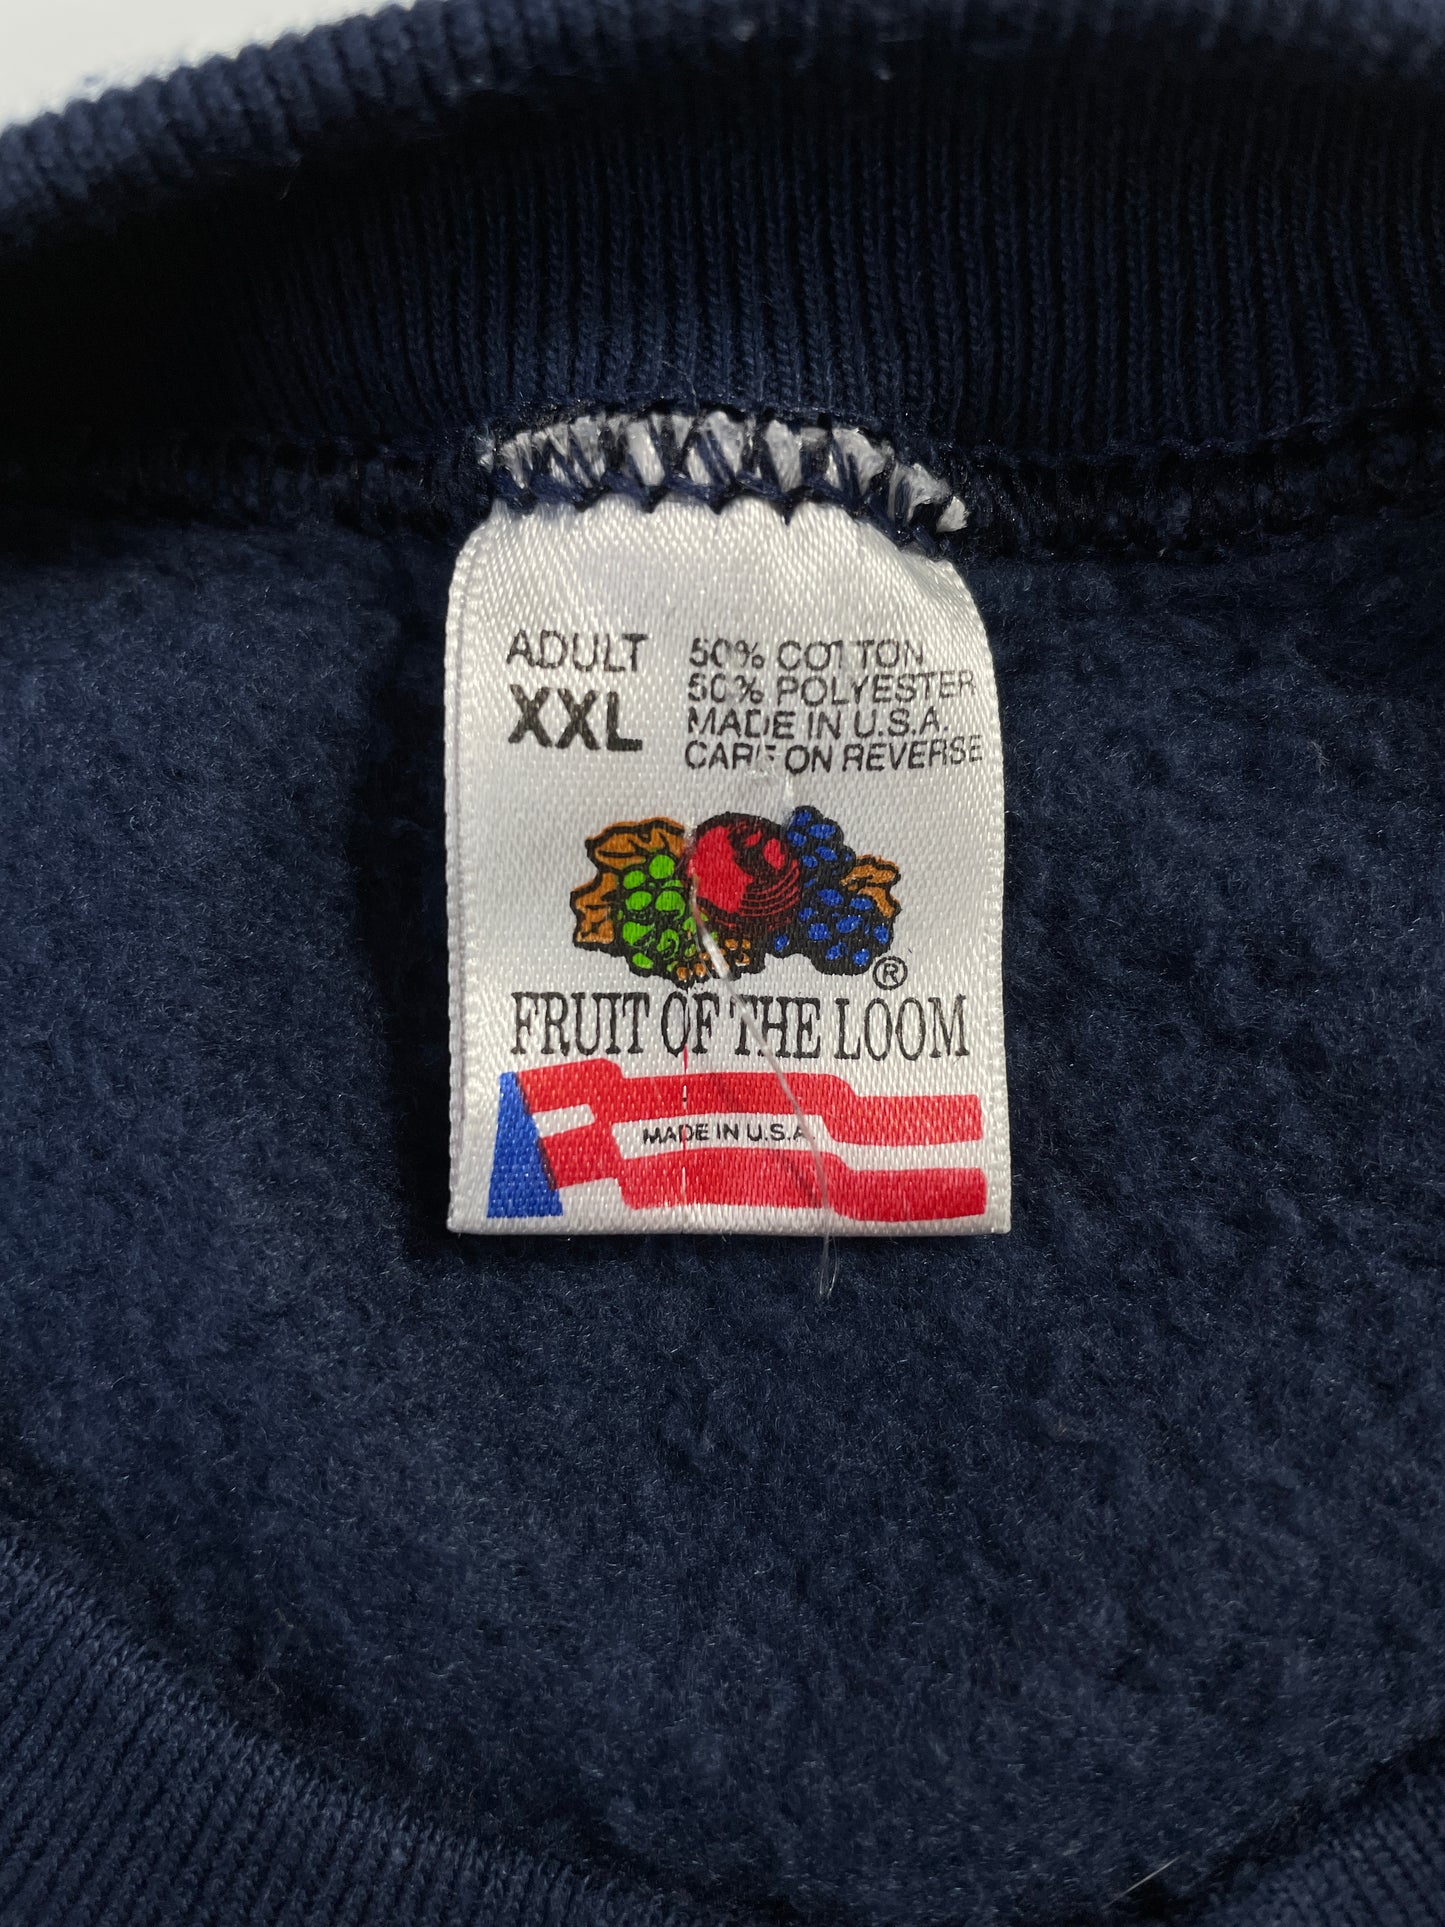 ADULT
XXL
50% COTTON
50% POLYESTER
MADE IN U.S.A.
CARE ON REVERSE
®
FRUIT OF THE LOOM
MADE IN U.S.A.